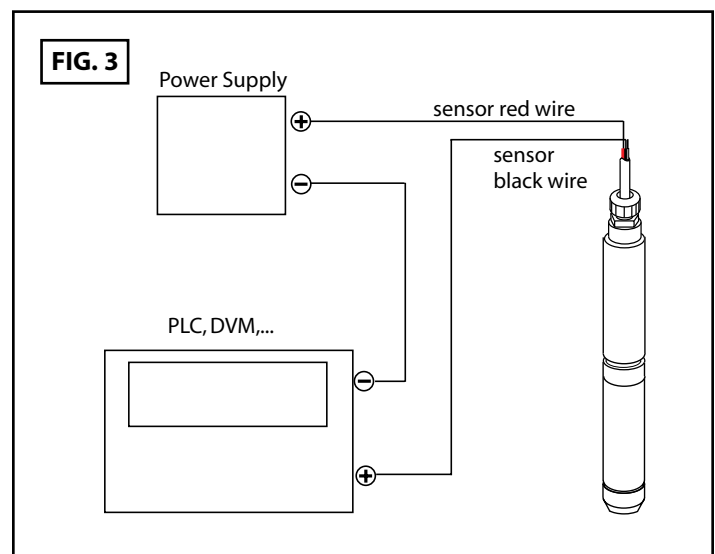 FIG. 3
Power Supply
+
sensor red wire
sensor
black wire
−
PLC, DVM,...
−
+